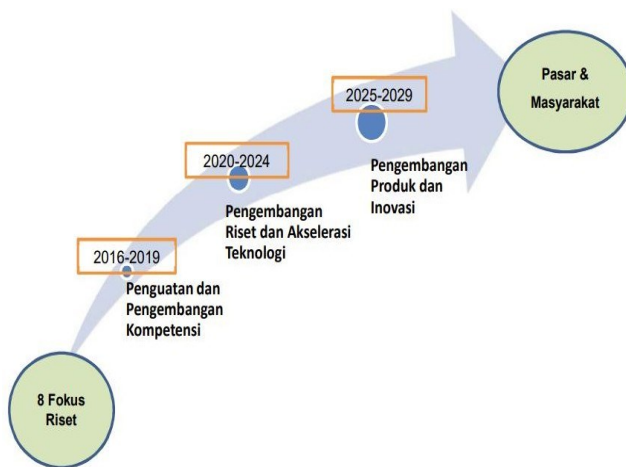 Pasar &
Masyarakat
2025-2029
Pengembangan
Produk dan
Inovasi
2020-2024
Pengembangan
Riset dan Akselerasi
Teknologi
2016-2019
Penguatan dan
Pengembangan
Kompetensi
8 Fokus
Riset